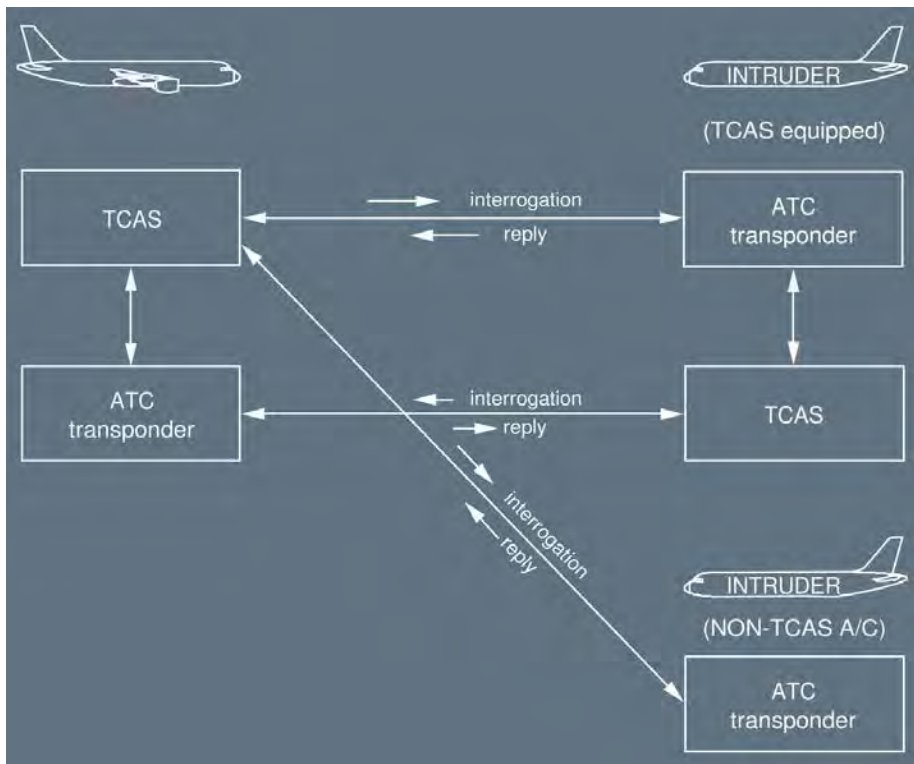 INTRUDER
(TCAS equipped)
TCAS
interrogation
reply
ATC
transponder
ATC
transponder
interrogation
reply
TCAS
interrogation
reply
INTRUDER
(NON-TCAS A/C)
ATC
transponder